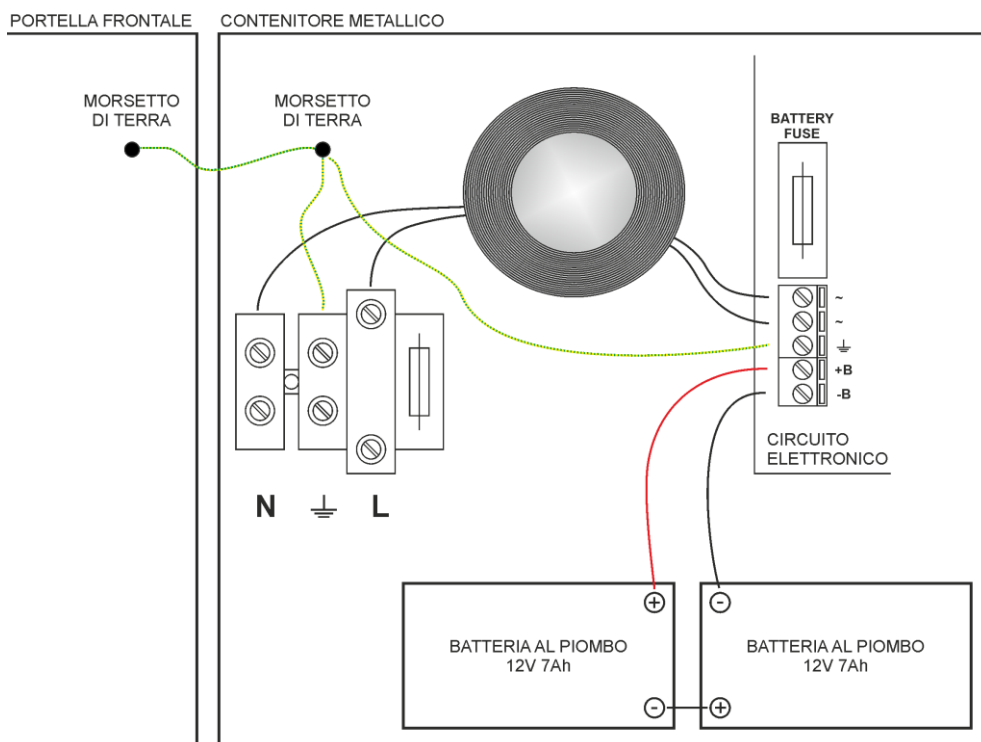 PORTELLA FRONTALE
CONTENITORE METALLICO
MORSETTO
DI TERRA
MORSETTO
DI TERRA
BATTERY
FUSE
~
~
+B
-B
CIRCUITO
ELETTRONICO
N
L
+
-
BATTERIA AL PIOMBO
12V 7Ah
BATTERIA AL PIOMBO
12V 7Ah
-
+